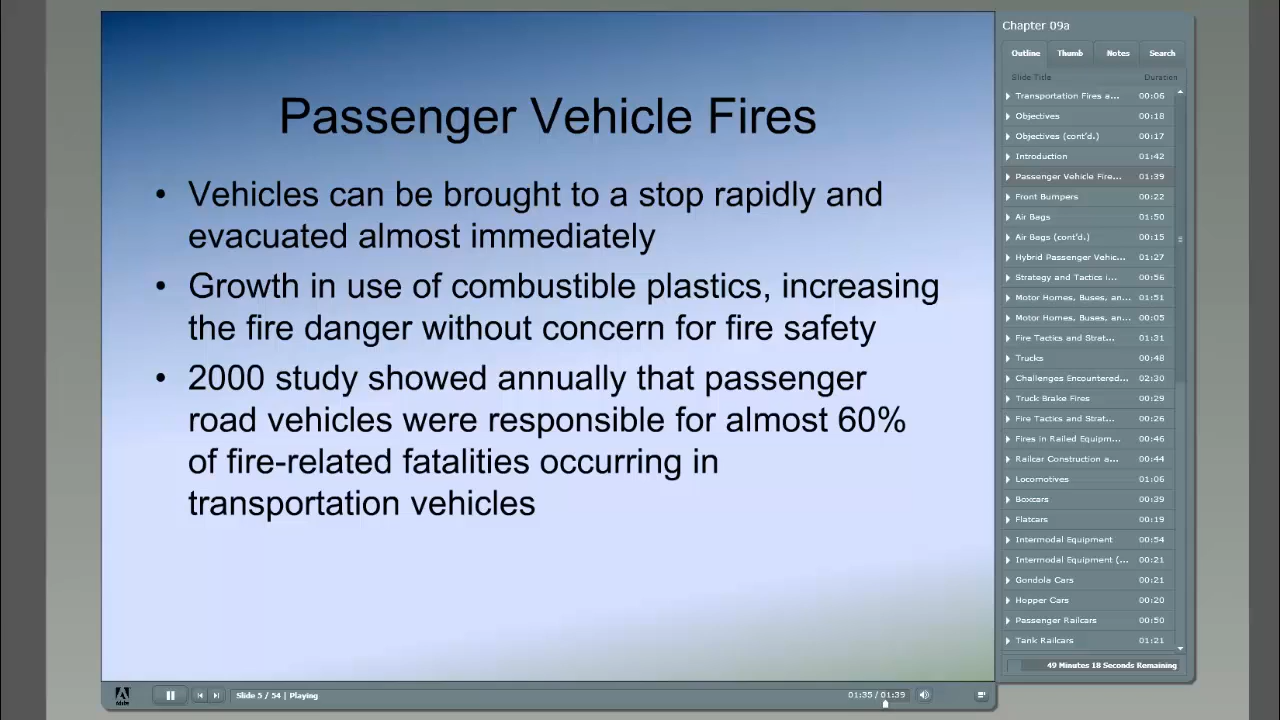 Passenger Vehicle Fires
• Vehicles can be brought to a stop rapidly and
evacuated almost immediately
• Growth in use of combustible plastics, increasing
the fire danger without concern for fire safety
• 2000 study showed annually that passenger
road vehicles were responsible for almost 60%
of fire-related fatalities occurring in
transportation vehicles
Chapter 09a
Outline Thumb Notes Search
Slide Title Duration
Transportation Fires a... 00:06
Objectives 00:18
Objectives (cont'd.) 00:17
Introduction 01:42
Passenger Vehicle Fire... 01:39
Front Bumpers 00:22
Air Bags 01:50
Air Bags (cont'd.) 00:15
Hybrid Passenger Vehic... 01:27
Strategy and Tactics i... 00:56
Motor Homes, Buses, an... 01:51
Motor Homes, Buses, an... 00:05
Fire Tactics and Strat... 01:31
Trucks 00:48
Challenges Encountered... 02:30
Truck Brake Fires 00:29
Fire Tactics and Strat... 00:26
Fires in Railed Equipm... 00:46
Railcar Construction a... 00:44
Locomotives 01:06
Boxcars 00:39
Flatcars 00:19
Intermodal Equipment 00:54
Intermodal Equipment (... 00:21
Gondola Cars 00:21
Hopper Cars 00:20
Passenger Railcars 00:50
Tank Railcars 01:21
49 Minutes 18 Seconds Remaining
Adobe
Slide 5 / 54 | Playing
01:35 / 01:39